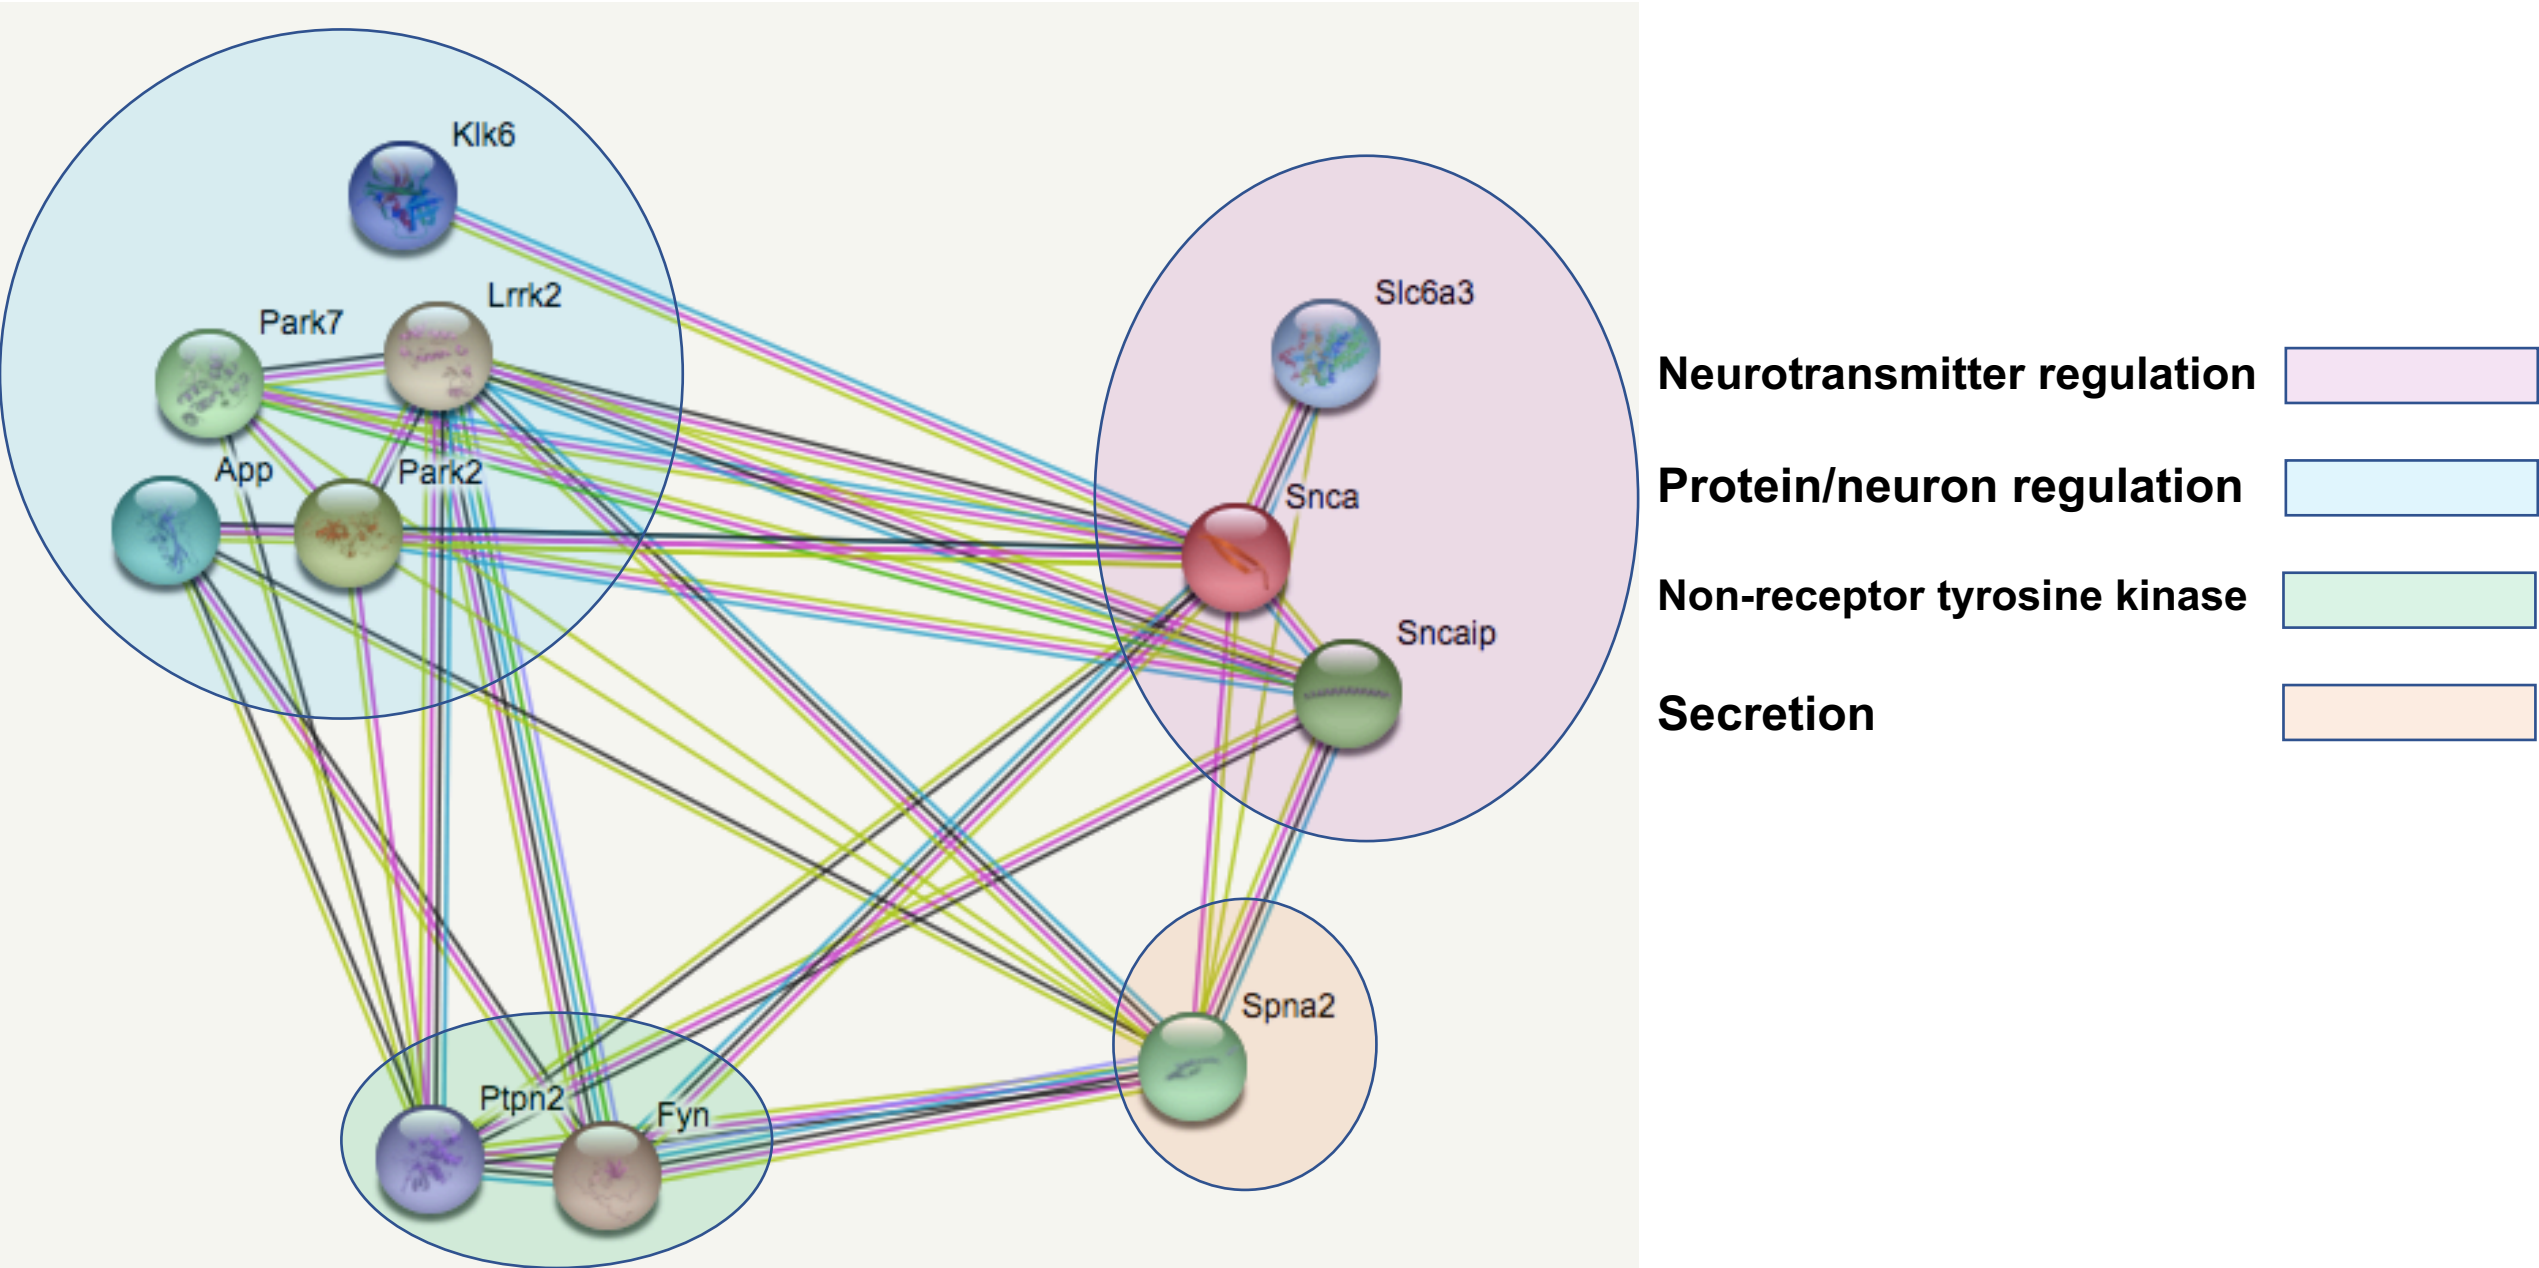 Klk6
Lrrk2
Park7
App
Park2
Slc6a3
Snca
Sncaip
Spna2
Ptpn2
Fyn
Neurotransmitter regulation
Protein/neuron regulation
Non-receptor tyrosine kinase
Secretion